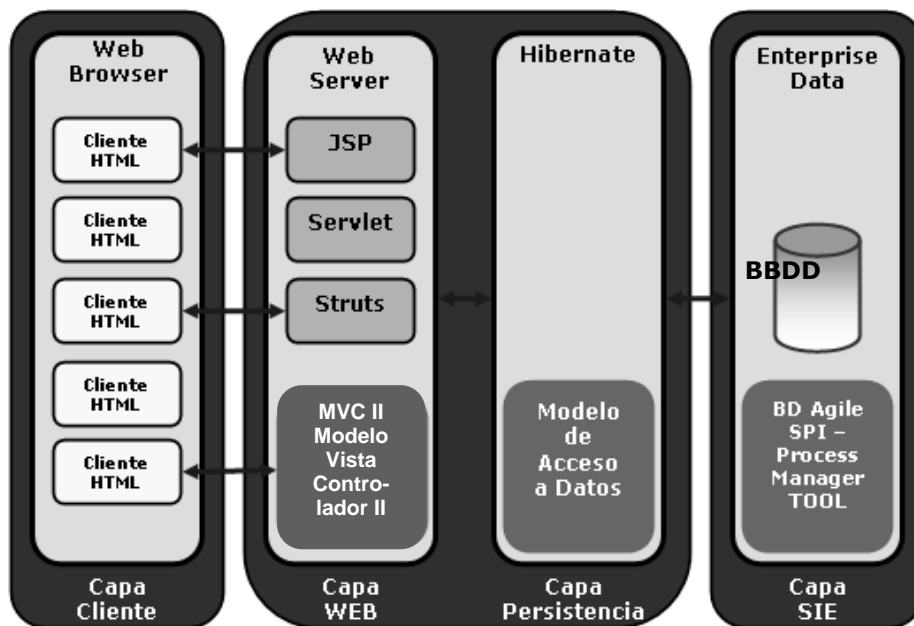 Web
Browser
Cliente
HTML
Cliente
HTML
Cliente
HTML
Cliente
HTML
Cliente
HTML
Capa
Cliente
Web
Server
JSP
Servlet
Struts
MVC II
Modelo
Vista
Contro-
lador II
Capa
WEB
Hibernate
Modelo
de
Acceso
a Datos
Capa
Persistencia
Enterprise
Data
BBDD
BD Agile
SPI –
Process
Manager
TOOL
Capa
SIE